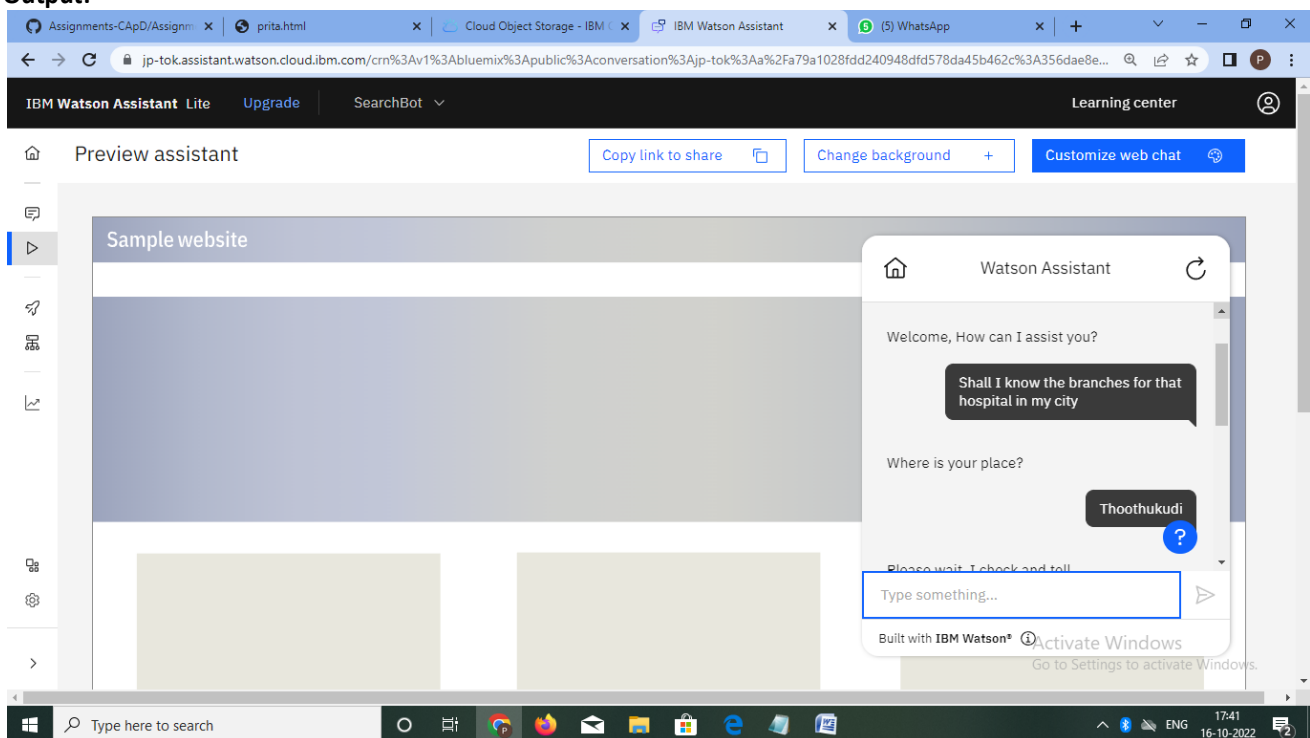 Assignments-CApD/Assignm
prita.html
Cloud Object Storage - IBM C
IBM Watson Assistant
(5) WhatsApp
jp-tok.assistant.watson.cloud.ibm.com/crn%3Av1%3Abluemix%3Apublic%3Aconversation%3Ajp-tok%3Aa%2Fa79a1028fdd240948dfd578da45b462c%3A356dae8e...
P
IBM Watson Assistant Lite
Upgrade
SearchBot
Learning center
Preview assistant
Copy link to share
Change background +
Customize web chat
Sample website
Watson Assistant
Welcome, How can I assist you?
Shall I know the branches for that
hospital in my city
Where is your place?
Thoothukudi
?
Please wait, I check and tell
Type something...
Built with IBM Watson®
Activate Windows
Go to Settings to activate Windows.
Type here to search
ENG
17:41
16-10-2022
2